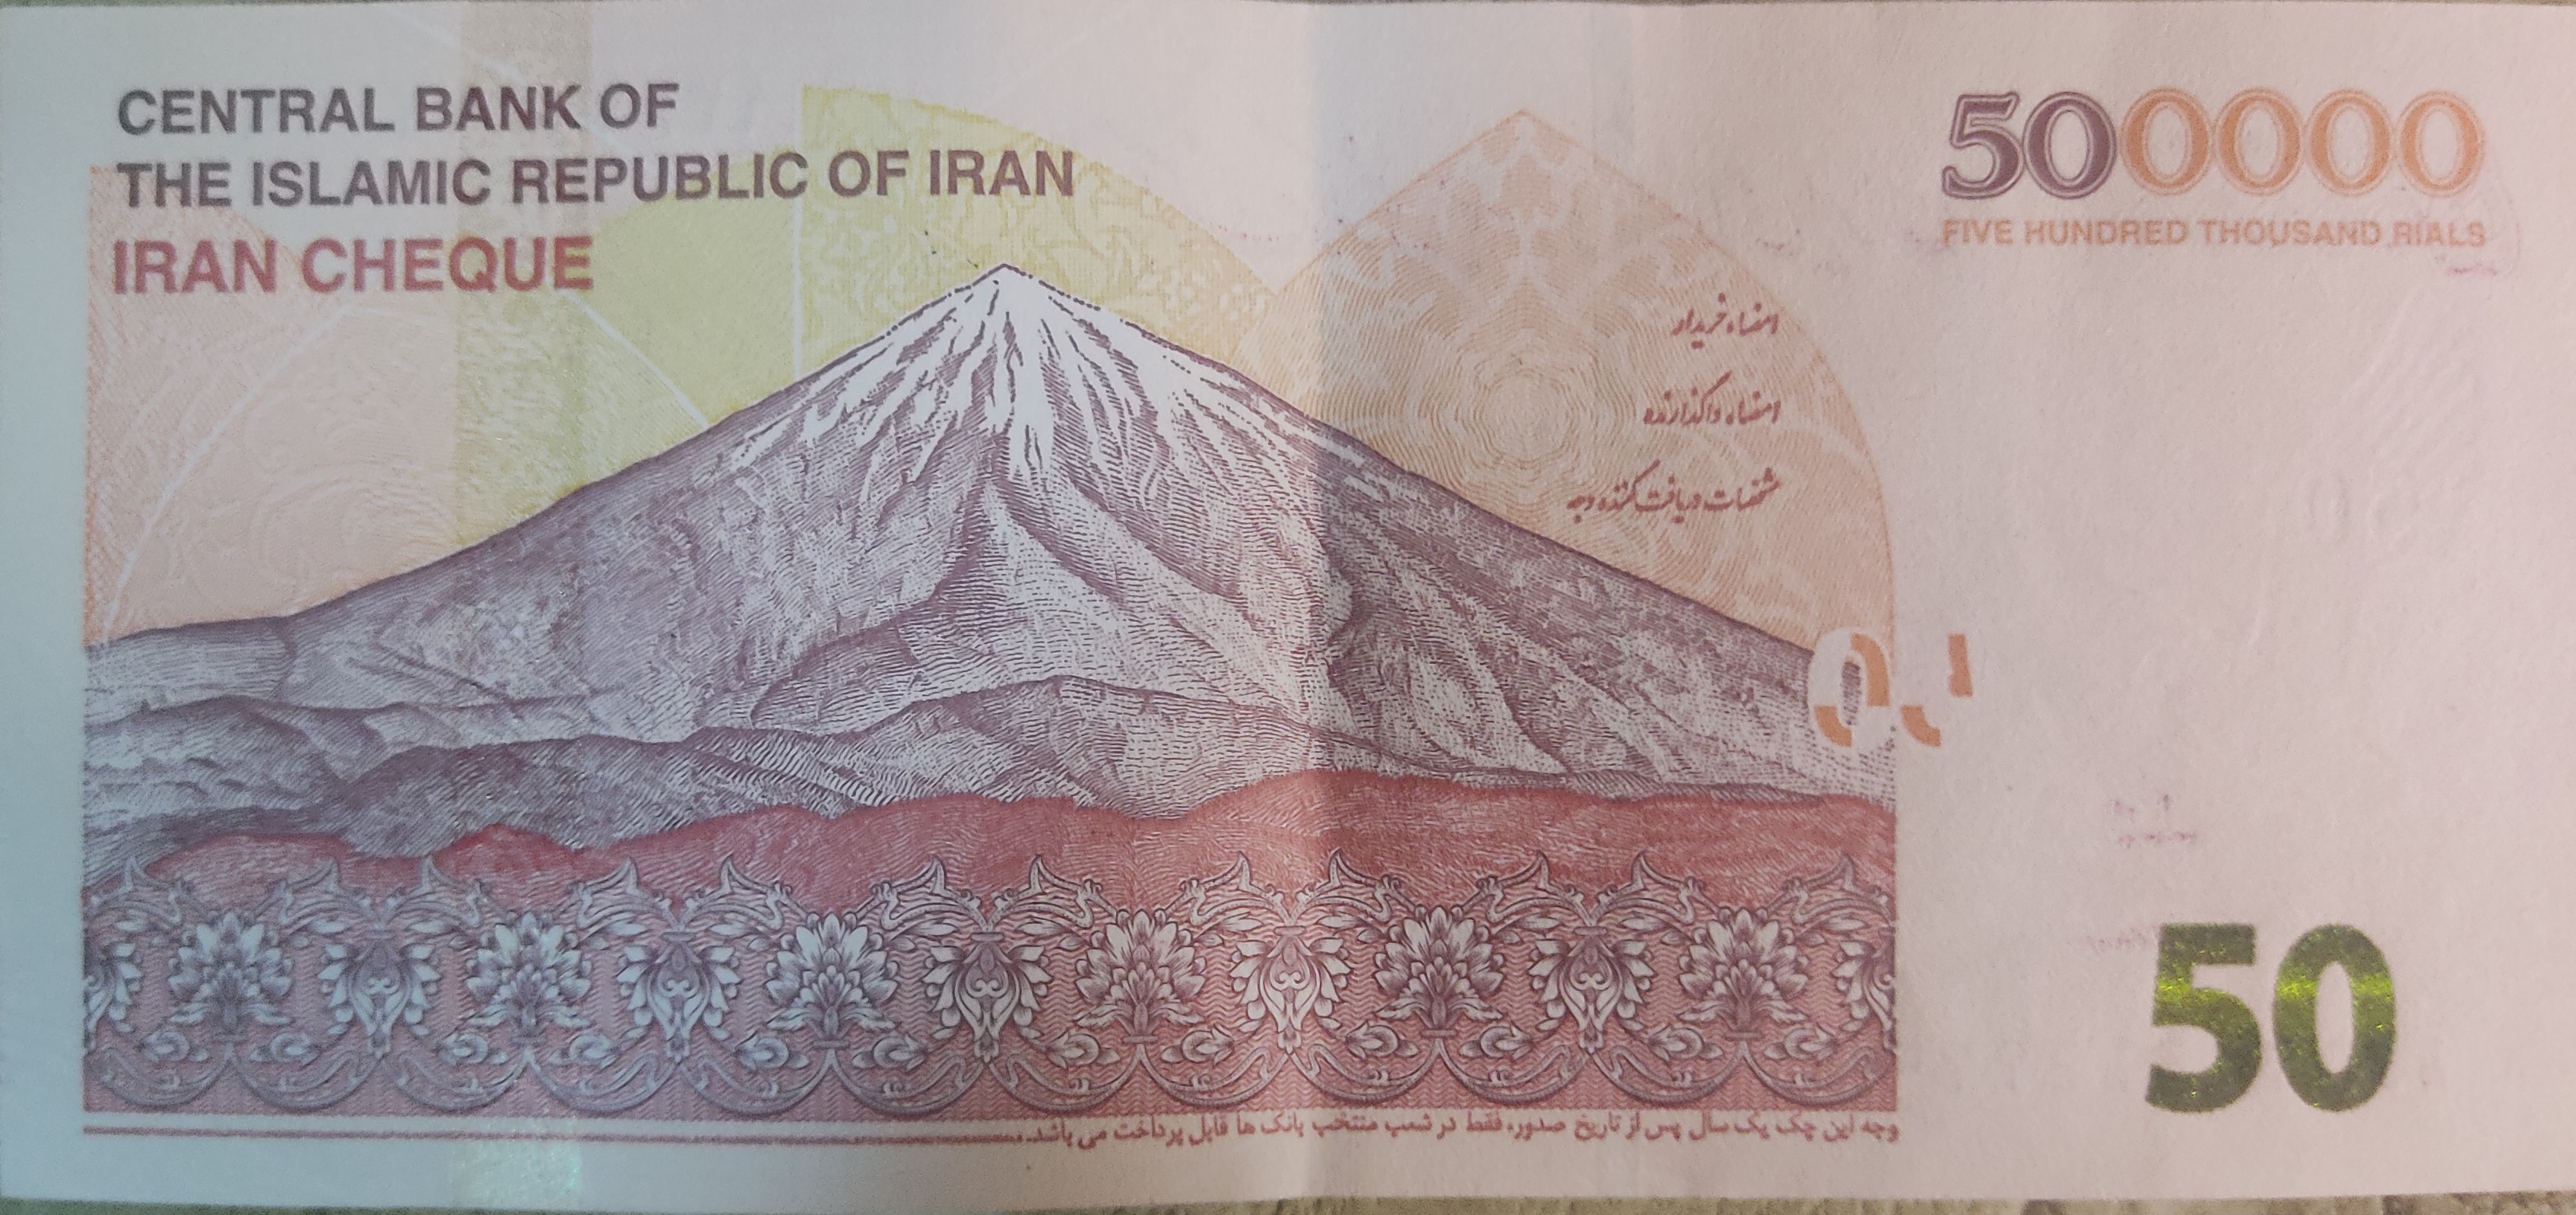 CENTRAL BANK OF
THE ISLAMIC REPUBLIC OF IRAN
IRAN CHEQUE
500000
FIVE HUNDRED THOUSAND RIALS
امضاء خریدار
امضاء واگذارنده
مشخصات دریافت کننده وجه
50
وجه این چک یک سال پس از تاریخ صدور، فقط در شعب منتخب بانک ها قابل پرداخت می باشد.